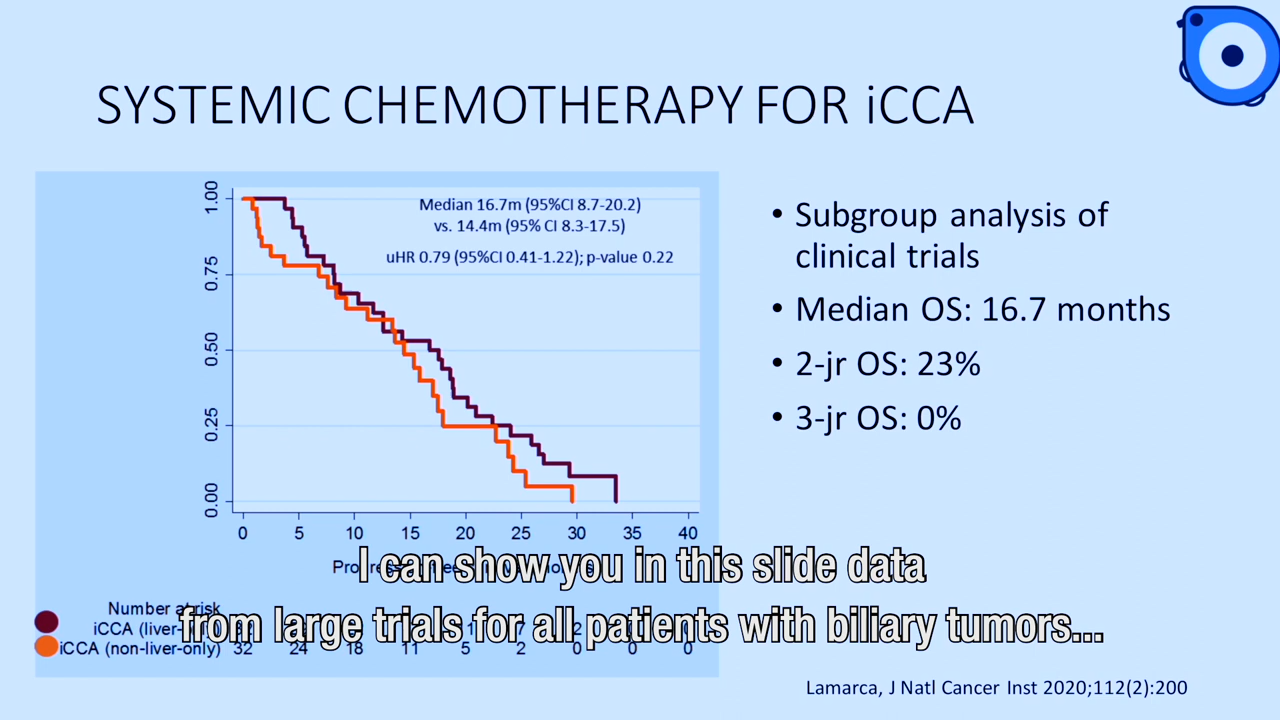 SYSTEMIC CHEMOTHERAPY FOR iCCA
Median 16.7m (95%CI 8.7-20.2)
vs. 14.4m (95% CI 8.3-17.5)
uHR 0.79 (95%CI 0.41-1.22); p-value 0.22
1.00
0.75
0.50
0.25
0.00
0 5 10 15 20 25 30 35 40
Number at risk
iCCA
iCCA (non-liver-only) 32 24 18 11 5 2 0 0 0
• Subgroup analysis of
clinical trials
• Median OS: 16.7 months
• 2-jr OS: 23%
• 3-jr OS: 0%
I can show you in this slide data
from large trials for all patients with biliary tumors...
Lamarca, J Natl Cancer Inst 2020;112(2):200